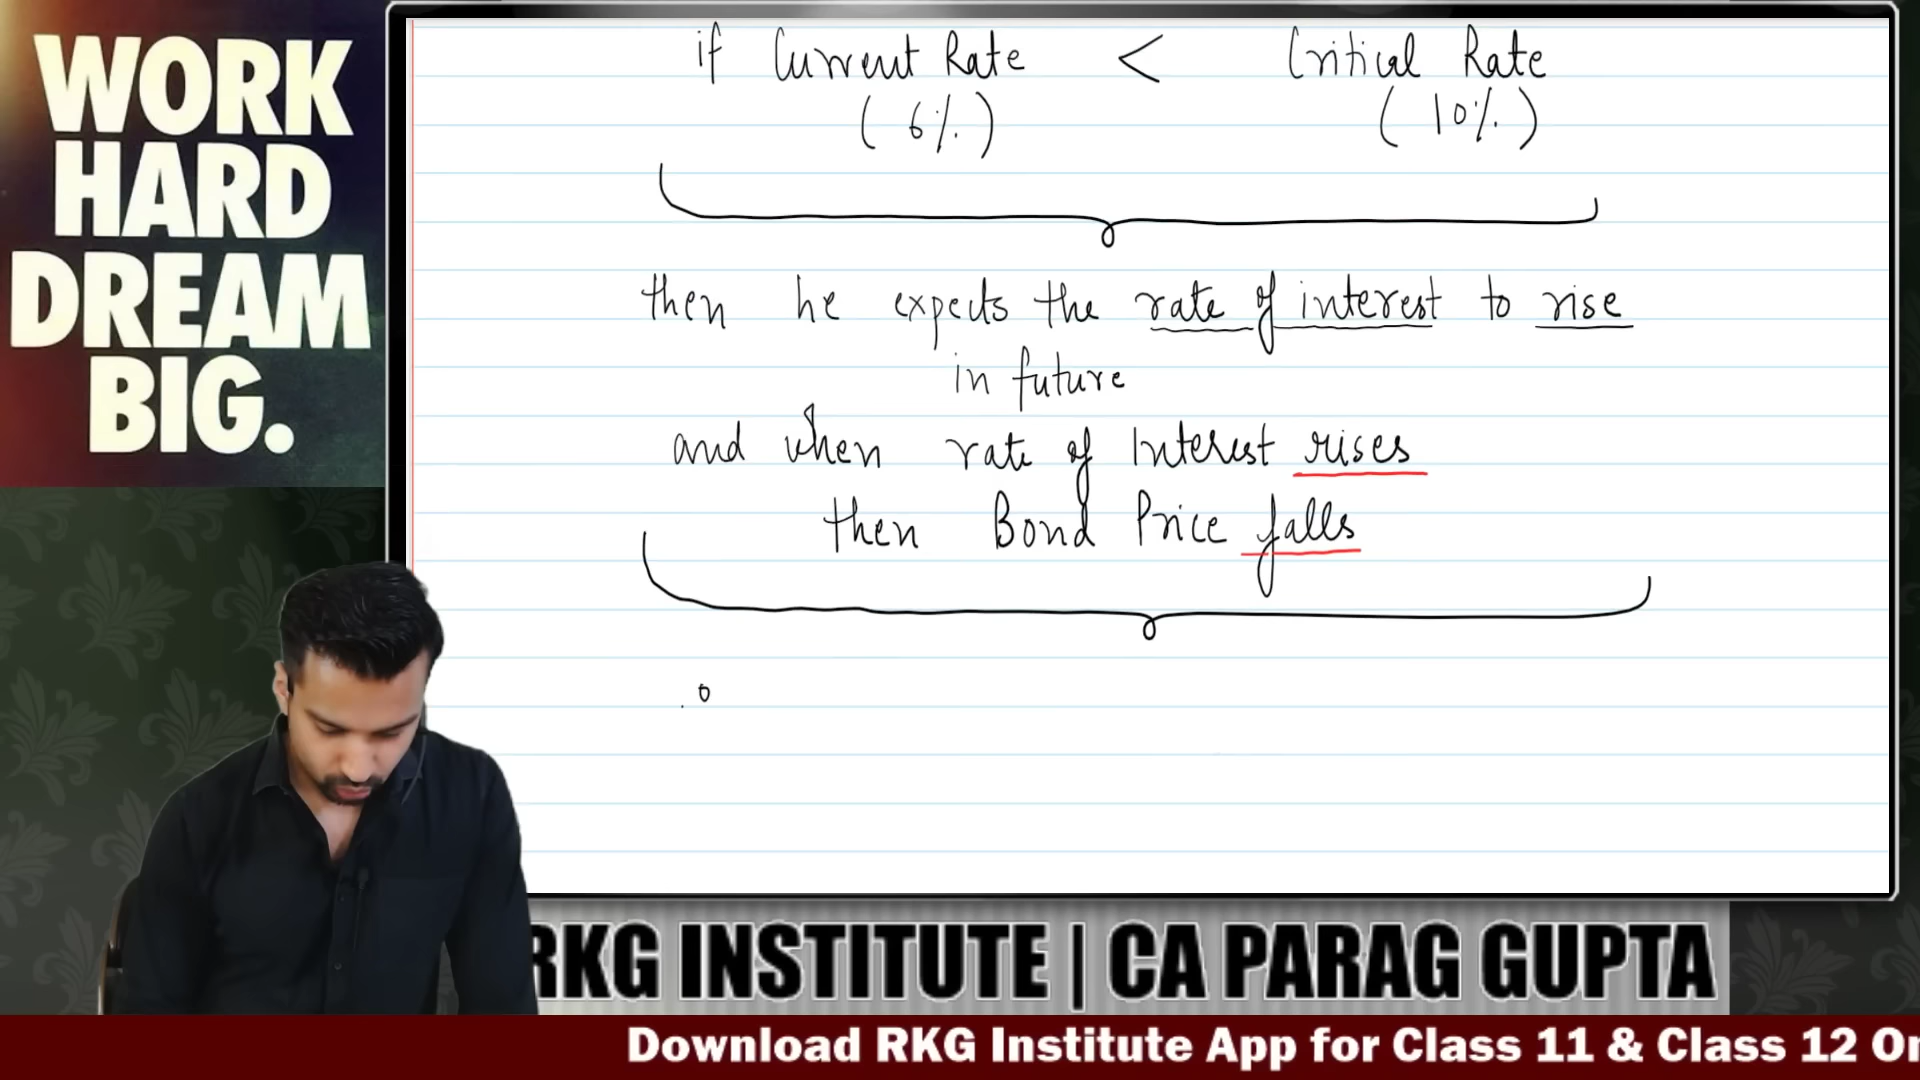 WORK
HARD
DREAM
BIG.
if Current Rate < Critical Rate
(6%) (10%)
then he expects the rate of interest to rise
in future
and when rate of Interest rises
then Bond Price falls
RKG INSTITUTE | CA PARAG GUPTA
Download RKG Institute App for Class 11 & Class 12 On